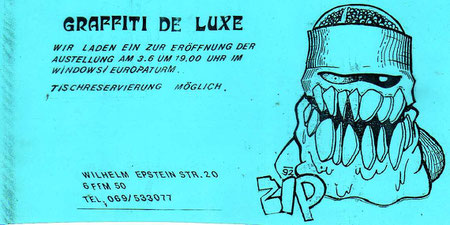 GRAFFITI DE LUXE
WIR LADEN EIN ZUR ERÖFFNUNG DER
AUSTELLUNG AM 3.6 UM 19.00 UHR IM
WINDOWS/EUROPATURM.
TISCHRESERVIERUNG MÖGLICH.
WILHELM EPSTEIN STR. 20
6 FFM 50
TEL, 069/533077
92
ZIP